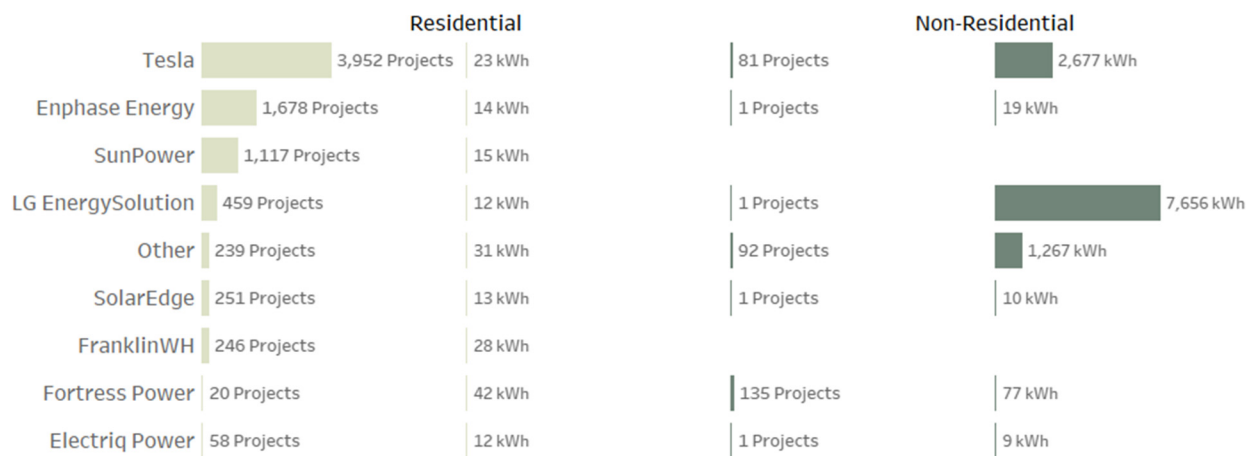 Residential Non-Residential
Tesla 3,952 Projects 23 kWh 81 Projects 2,677 kWh
Enphase Energy 1,678 Projects 14 kWh 1 Projects 19 kWh
SunPower 1,117 Projects 15 kWh
LG EnergySolution 459 Projects 12 kWh 1 Projects 7,656 kWh
Other 239 Projects 31 kWh 92 Projects 1,267 kWh
SolarEdge 251 Projects 13 kWh 1 Projects 10 kWh
FranklinWH 246 Projects 28 kWh
Fortress Power 20 Projects 42 kWh 135 Projects 77 kWh
Electriq Power 58 Projects 12 kWh 1 Projects 9 kWh